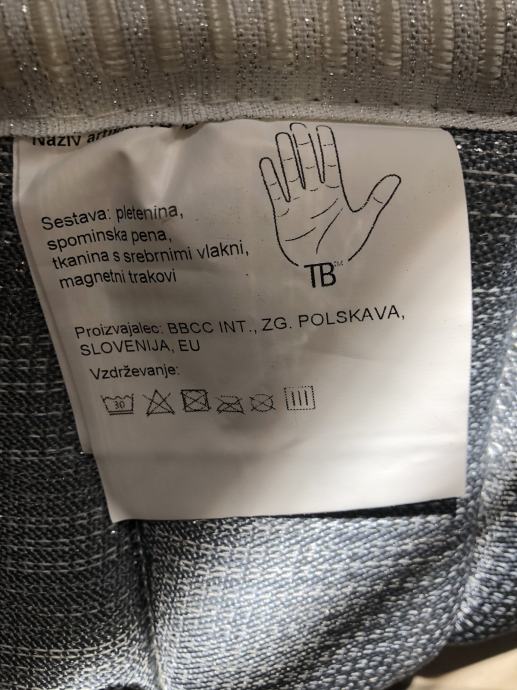 Naziv
Sestava: pletenina,
spominska pena,
tkanina s srebrnimi vlakni,
magnetni trakovi
TB™
Proizvajalec: BBCC INT., ZG. POLSKAVA,
SLOVENIJA, EU
Vzdrževanje:
30